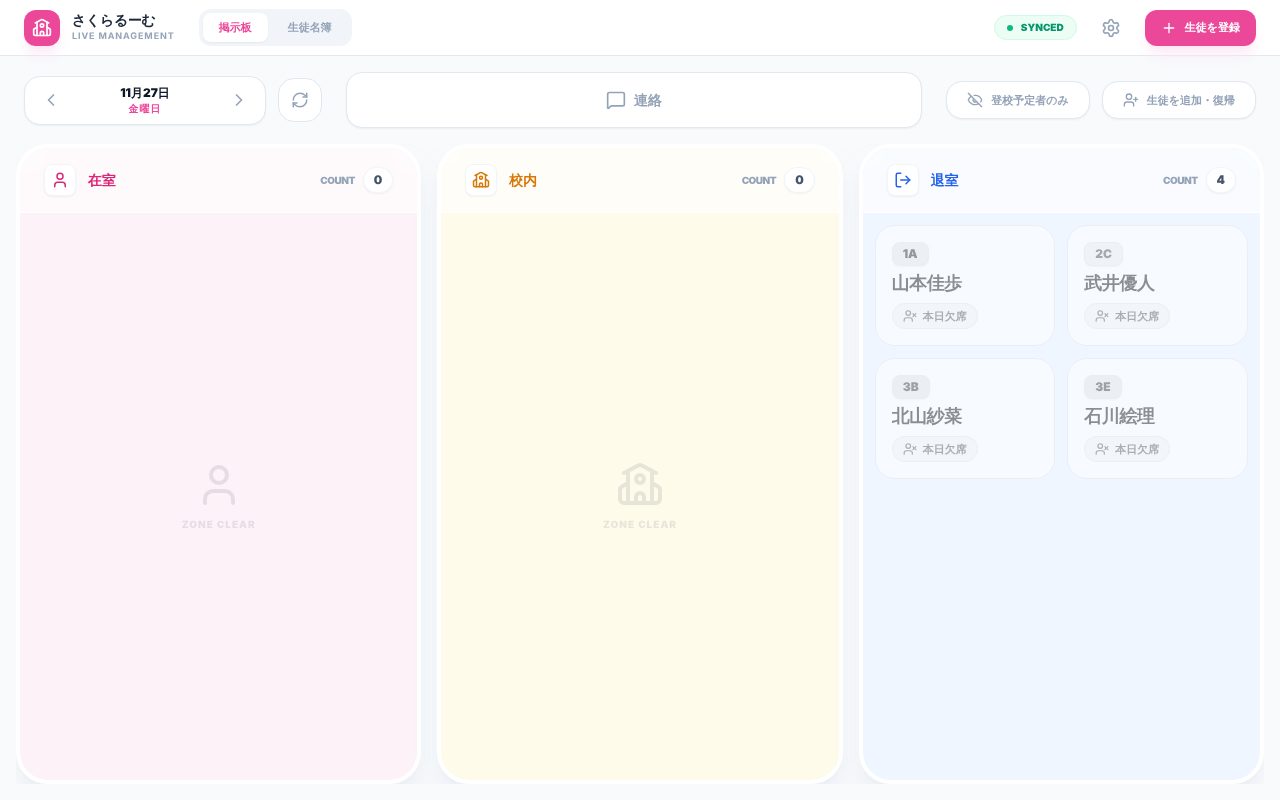 さくらるーむ
LIVE MANAGEMENT
掲示板
生徒名簿
SYNCED
生徒を登録
11月27日
金曜日
連絡
登校予定者のみ
生徒を追加・復帰
在室
COUNT 0
校内
COUNT 0
退室
COUNT 4
ZONE CLEAR
ZONE CLEAR
1A
山本佳歩
本日欠席
2C
武井優人
本日欠席
3B
北山紗菜
本日欠席
3E
石川絵理
本日欠席